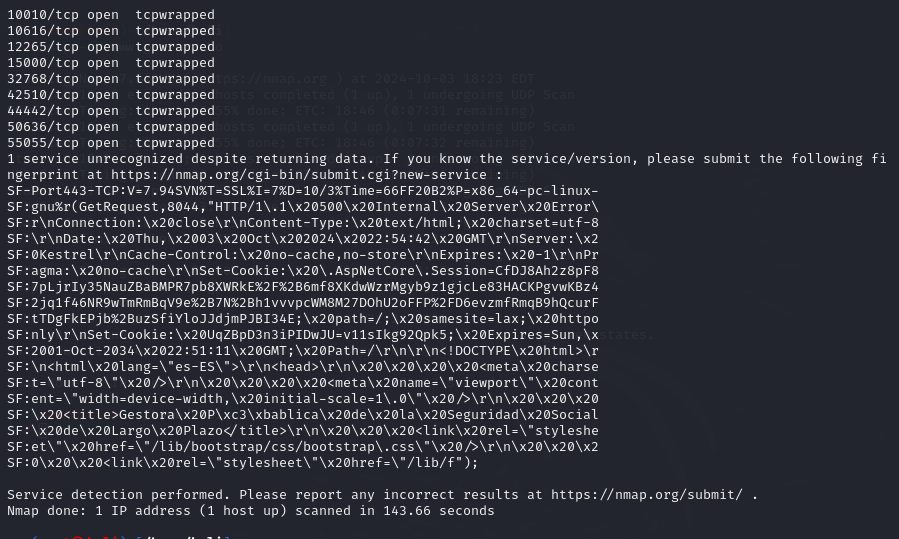 10010/tcp open  tcpwrapped
10616/tcp open  tcpwrapped
12265/tcp open  tcpwrapped
15000/tcp open  tcpwrapped
32768/tcp open  tcpwrapped
42510/tcp open  tcpwrapped
44442/tcp open  tcpwrapped
50636/tcp open  tcpwrapped
55055/tcp open  tcpwrapped
1 service unrecognized despite returning data. If you know the service/version, please submit the following fi
ngerprint at https://nmap.org/cgi-bin/submit.cgi?new-service :
SF-Port443-TCP:V=7.94SVN%T=SSL%I=7%D=10/3%Time=66FF20B2%P=x86_64-pc-linux-
SF:gnu%r(GetRequest,8044,"HTTP/1\.1\x20500\x20Internal\x20Server\x20Error\
SF:r\nConnection:\x20close\r\nContent-Type:\x20text/html;\x20charset=utf-8
SF:\r\nDate:\x20Thu,\x2003\x20Oct\x202024\x2022:54:42\x20GMT\r\nServer:\x2
SF:0Kestrel\r\nCache-Control:\x20no-cache,no-store\r\nExpires:\x20-1\r\nPr
SF:agma:\x20no-cache\r\nSet-Cookie:\x20\.AspNetCore\.Session=CfDJ8Ah2z8pF8
SF:7pLjrIy35NauZBaBMPR7pb8XWRkE%2F%2B6mf8XKdwWzrMgyb9z1gjcLe83HACKPgvwKBz4
SF:2jq1f46NR9wTmRmBqV9e%2B7N%2Bh1vvvpcWM8M27DOhU2oFFP%2FD6evzmfRmqB9hQcurF
SF:tTDgFkEPjb%2BuzSfiYloJJdjmPJBI34E;\x20path=/;\x20samesite=lax;\x20httpo
SF:nly\r\nSet-Cookie:\x20UqZBpD3n3iPIDwJU=v11sIkg92Qpk5;\x20Expires=Sun,\x
SF:2001-Oct-2034\x2022:51:11\x20GMT;\x20Path=/\r\n\r\n<!DOCTYPE\x20html>\r
SF:\n<html\x20lang=\"es-ES\">\r\n<head>\r\n\x20\x20\x20\x20<meta\x20charse
SF:t=\"utf-8\"\x20/>\r\n\x20\x20\x20\x20<meta\x20name=\"viewport\"\x20cont
SF:ent=\"width=device-width,\x20initial-scale=1\.0\"\x20/>\r\n\x20\x20\x20
SF:\x20<title>Gestora\x20P\xc3\xbablica\x20de\x20la\x20Seguridad\x20Social
SF:\x20de\x20Largo\x20Plazo</title>\r\n\x20\x20\x20\x20<link\x20rel=\"styleshe
SF:et\"\x20href=\"/lib/bootstrap/css/bootstrap\.css\"\x20/>\r\n\x20\x20\x2
SF:0\x20\x20<link\x20rel=\"stylesheet\"\x20href=\"/lib/f");
Service detection performed. Please report any incorrect results at https://nmap.org/submit/ .
Nmap done: 1 IP address (1 host up) scanned in 143.66 seconds